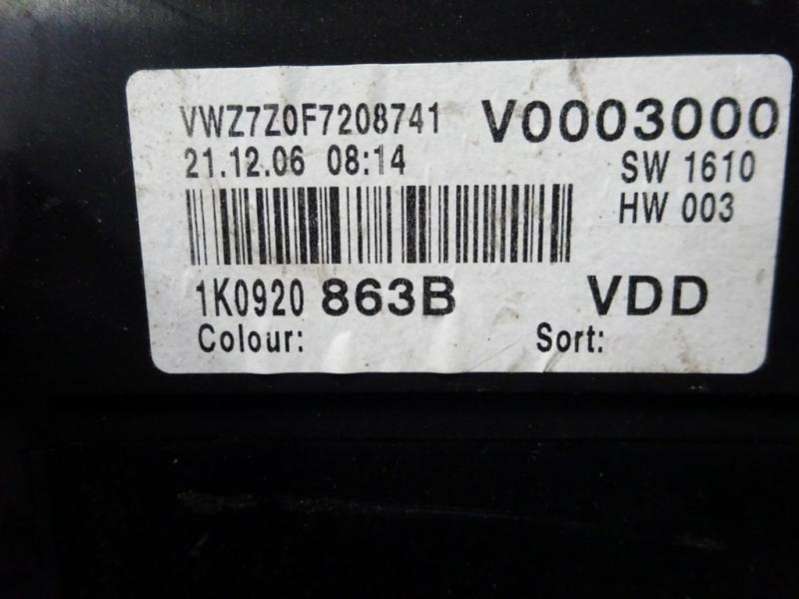 VWZ7Z0F7208741 V0003000
21.12.06 08:14 SW 1610
HW 003
1K0920 863B VDD
Colour: Sort: